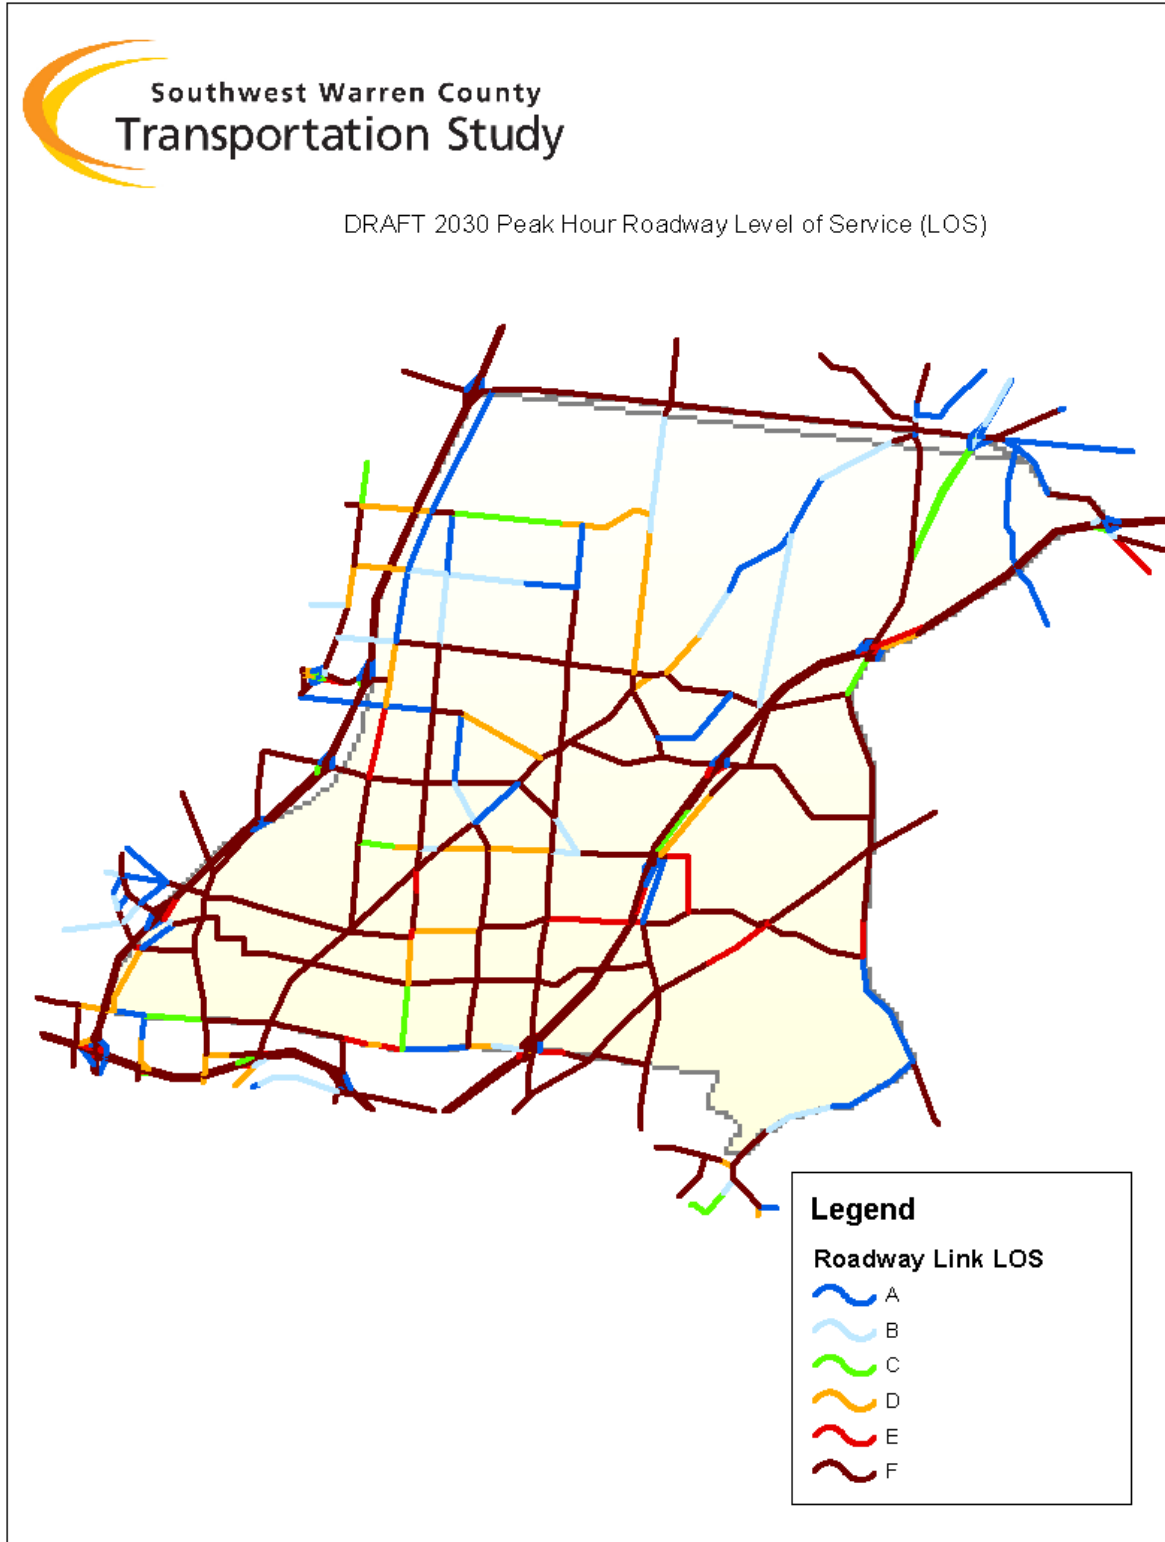 Southwest Warren County
Transportation Study
DRAFT 2030 Peak Hour Roadway Level of Service (LOS)
Legend
Roadway Link LOS
A
B
C
D
E
F